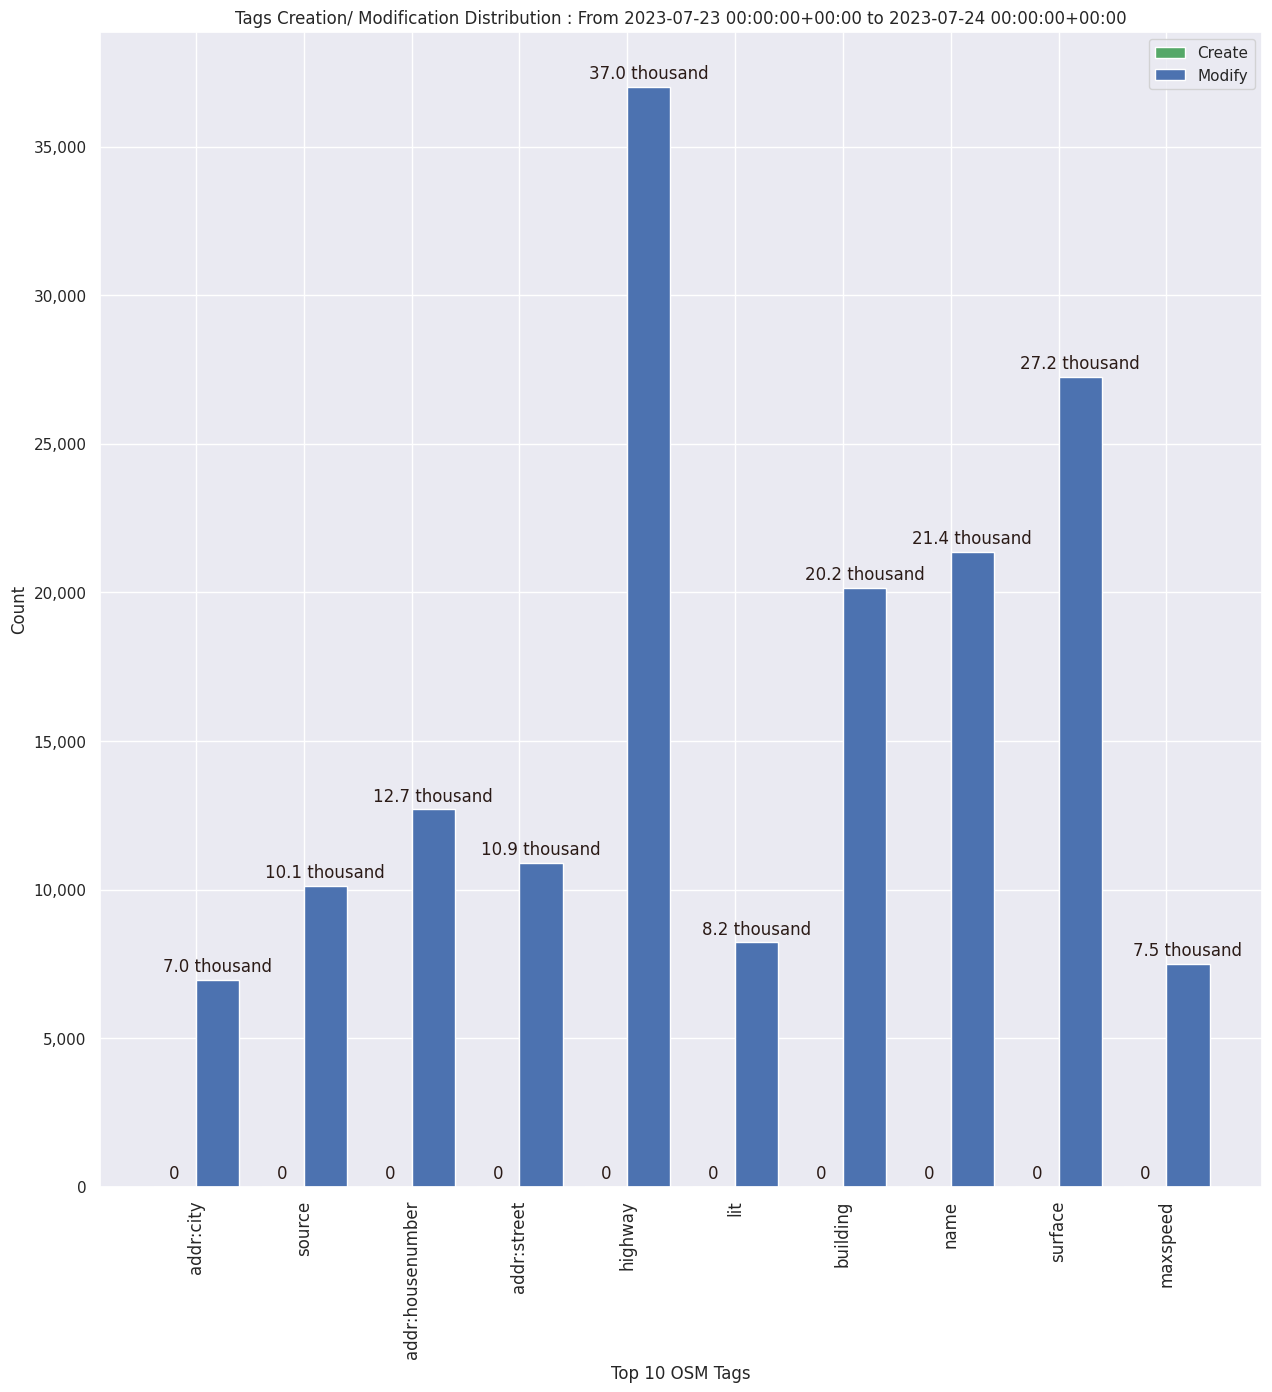 Tags Creation/ Modification Distribution : From 2023-07-23 00:00:00+00:00 to 2023-07-24 00:00:00+00:00
Create
Modify
37.0 thousand
35,000
30,000
27.2 thousand
25,000
21.4 thousand
20.2 thousand
20,000
Count
15,000
12.7 thousand
10.9 thousand
10.1 thousand
10,000
8.2 thousand
7.5 thousand
7.0 thousand
5,000
0 0 0 0 0 0 0 0 0 0
0
addr:city
source
addr:housenumber
addr:street
highway
lit
building
name
surface
maxspeed
Top 10 OSM Tags